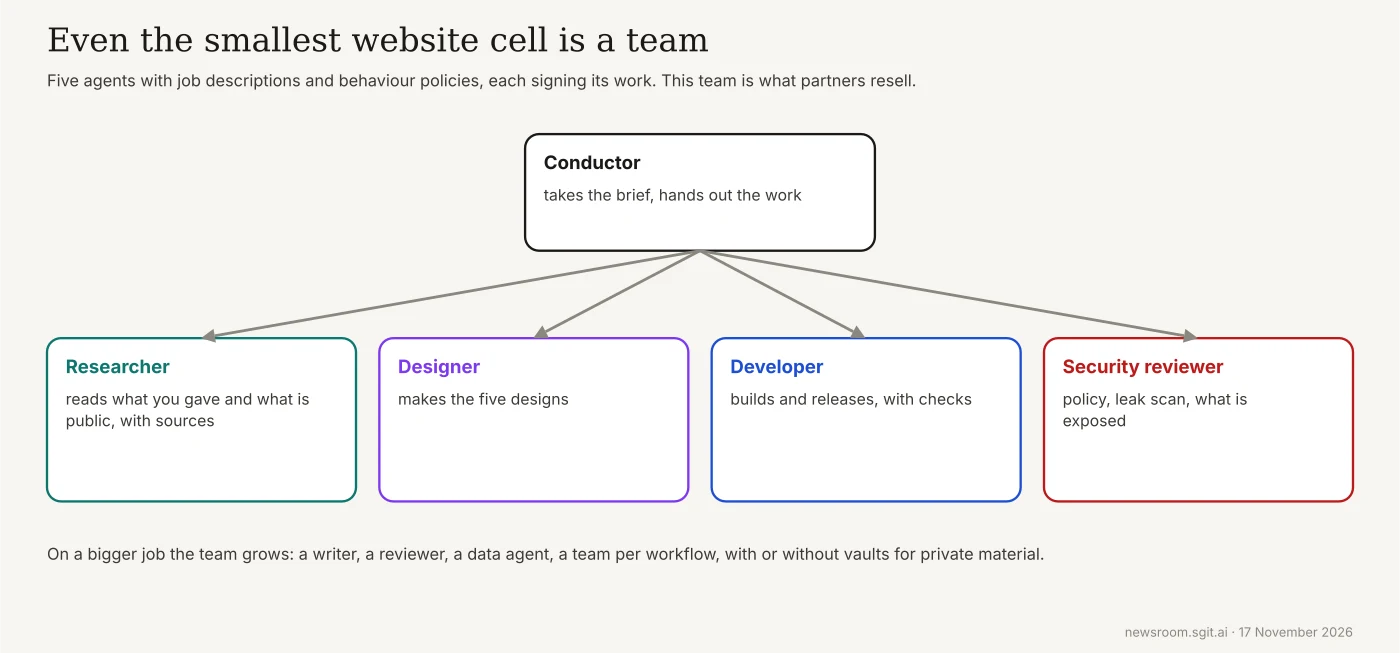 Even the smallest website cell is a team
Five agents with job descriptions and behaviour policies, each signing its work. This team is what partners resell.
Conductor
takes the brief, hands out the work
Researcher
reads what you gave and what is
public, with sources
Designer
makes the five designs
Developer
builds and releases, with checks
Security reviewer
policy, leak scan, what is
exposed
On a bigger job the team grows: a writer, a reviewer, a data agent, a team per workflow, with or without vaults for private material.
newsroom.sgit.ai · 17 November 2026